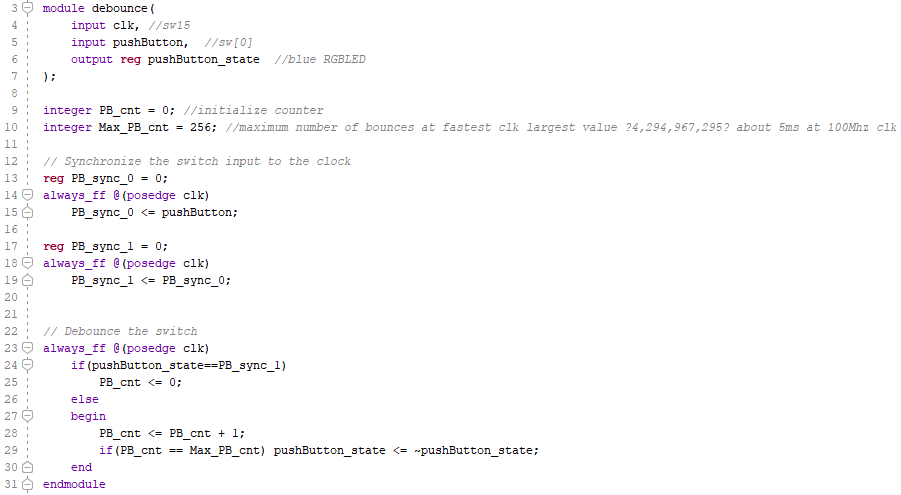 3 module debounce(
4     input clk, //sw15
5     input pushButton,  //sw[0]
6     output reg pushButton_state  //blue RGBLED
7 );
8
9 integer PB_cnt = 0; //initialize counter
10 integer Max_PB_cnt = 256; //maximum number of bounces at fastest clk largest value ?4,294,967,295? about 5ms at 100Mhz clk
11
12 // Synchronize the switch input to the clock
13 reg PB_sync_0 = 0;
14 always_ff @(posedge clk)
15     PB_sync_0 <= pushButton;
16
17 reg PB_sync_1 = 0;
18 always_ff @(posedge clk)
19     PB_sync_1 <= PB_sync_0;
20
21
22 // Debounce the switch
23 always_ff @(posedge clk)
24     if(pushButton_state==PB_sync_1)
25         PB_cnt <= 0;
26     else
27     begin
28         PB_cnt <= PB_cnt + 1;
29         if(PB_cnt == Max_PB_cnt) pushButton_state <= ~pushButton_state;
30     end
31 endmodule